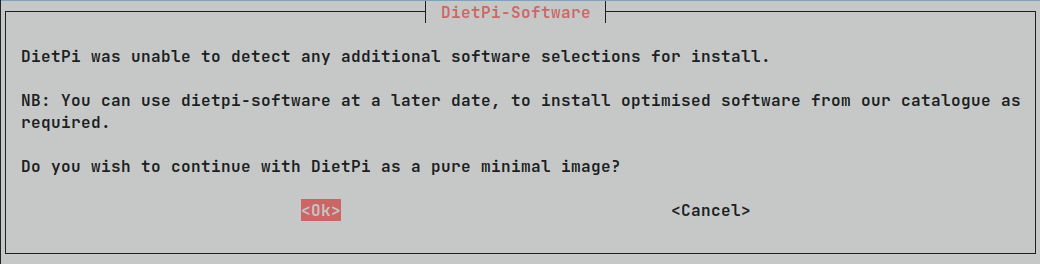 DietPi-Software
DietPi was unable to detect any additional software selections for install.
NB: You can use dietpi-software at a later date, to install optimised software from our catalogue as
required.
Do you wish to continue with DietPi as a pure minimal image?
<Ok> <Cancel>